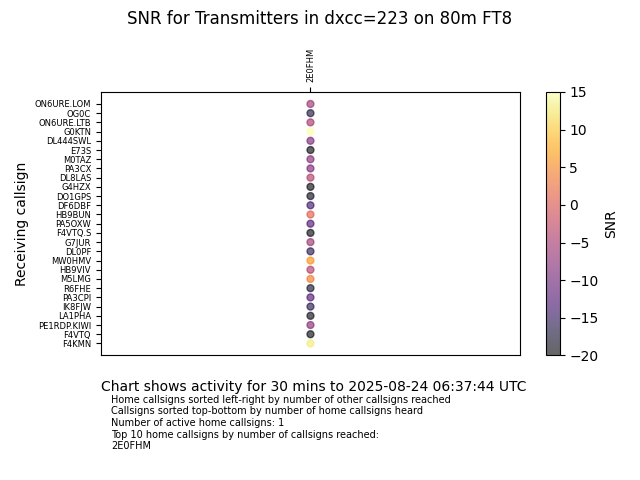 SNR for Transmitters in dxcc=223 on 80m FT8
2E0FHM
ON6URE.LOM
OG0C
ON6URE.LTB
G0KTN
DL444SWL
E73S
M0TAZ
PA3CX
DL8LAS
G4HZX
DO1GPS
DF6DBF
HB9BUN
PA5OXW
F4VTQ.S
G7JUR
DL0PF
MW0HMV
HB9VIV
M5LMG
R6FHE
PA3CPI
IK8FJW
LA1PHA
PE1RDP.KIWI
F4VTQ
F4KMN
Receiving callsign
15
10
5
0
−5
−10
−15
−20
SNR
Chart shows activity for 30 mins to 2025-08-24 06:37:44 UTC
Home callsigns sorted left-right by number of other callsigns reached
Callsigns sorted top-bottom by number of home callsigns heard
Number of active home callsigns: 1
Top 10 home callsigns by number of callsigns reached:
2E0FHM